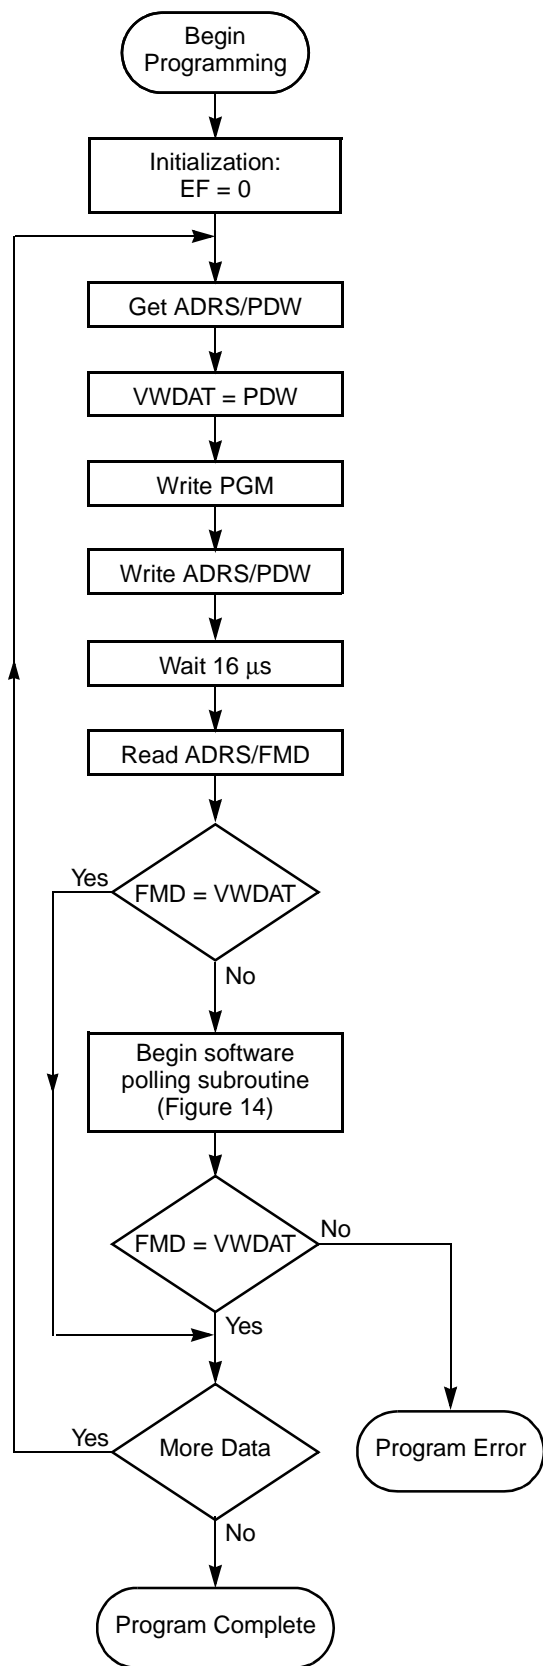 Begin
Programming
Initialization:
EF = 0
Get ADRS/PDW
VWDAT = PDW
Write PGM
Write ADRS/PDW
Wait 16 μs
Read ADRS/FMD
Yes
FMD = VWDAT
No
Begin software
polling subroutine
(Figure 14)
FMD = VWDAT
No
Yes
Yes
More Data
Program Error
No
Program Complete